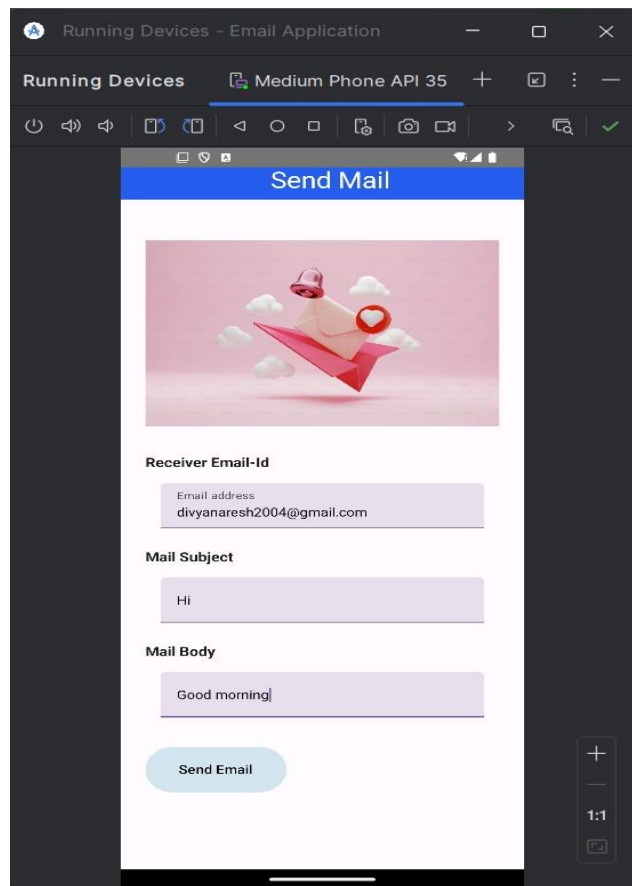 Running Devices - Email Application
Running Devices Medium Phone API 35
Send Mail
Receiver Email-Id
Email address
divyanaresh2004@gmail.com
Mail Subject
Hi
Mail Body
Good morning
Send Email
1:1